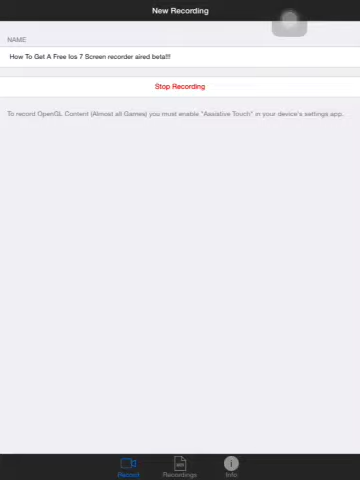 New Recording
NAME
How To Get A Free Ios 7 Screen recorder aired beta!!!
Stop Recording
To record OpenGL Content (Almost all Games) you must enable "Assistive Touch" in your device's settings app.
Record
Recordings
Info